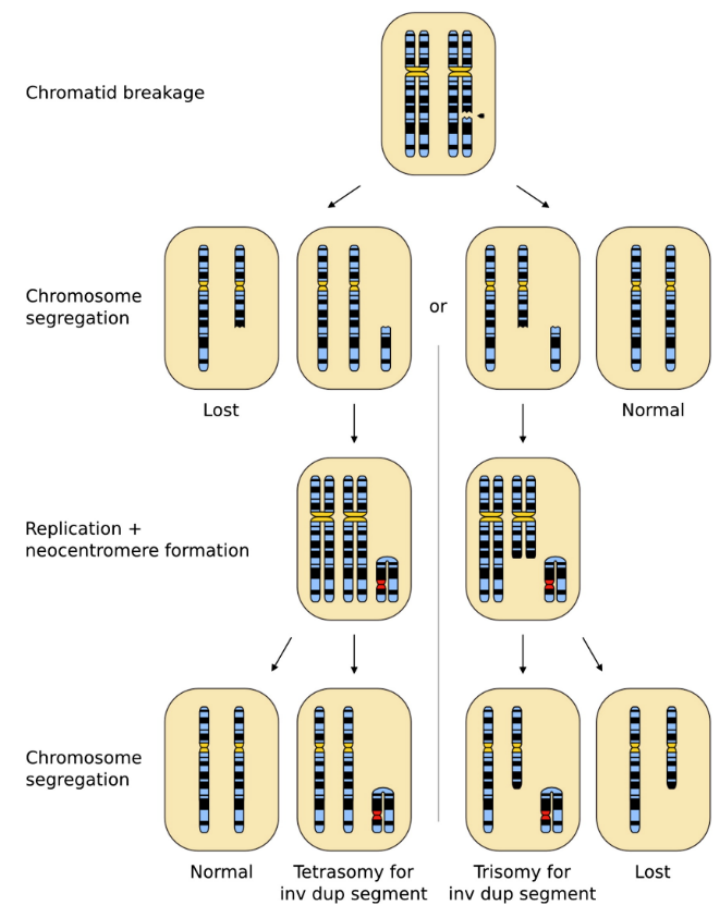 Chromatid breakage
Chromosome
segregation
or
Lost
Normal
Replication +
neocentromere formation
Chromosome
segregation
Normal
Tetrasomy for
inv dup segment
Trisomy for
inv dup segment
Lost